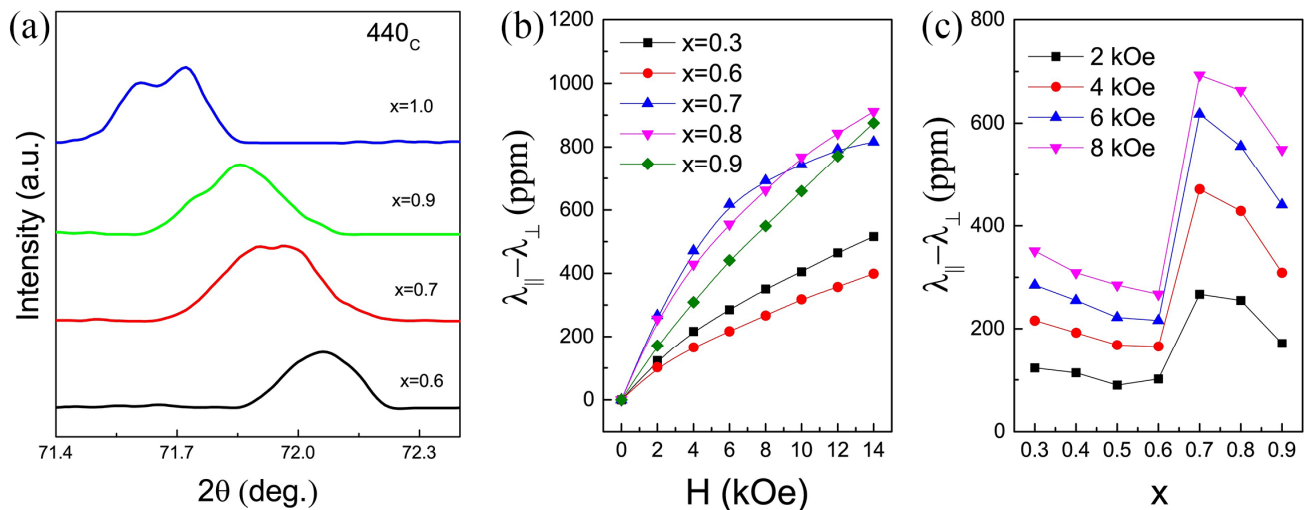 (a)
440C
x=1.0
x=0.9
x=0.7
x=0.6
Intensity (a.u.)
71.4 71.7 72.0 72.3
2θ (deg.)
(b)
1200
1000
800
600
400
200
0
x=0.3
x=0.6
x=0.7
x=0.8
x=0.9
λ||−λ⊥ (ppm)
0 2 4 6 8 10 12 14
H (kOe)
(c)
800
600
400
200
0
2 kOe
4 kOe
6 kOe
8 kOe
λ||−λ⊥ (ppm)
0.3 0.4 0.5 0.6 0.7 0.8 0.9
x